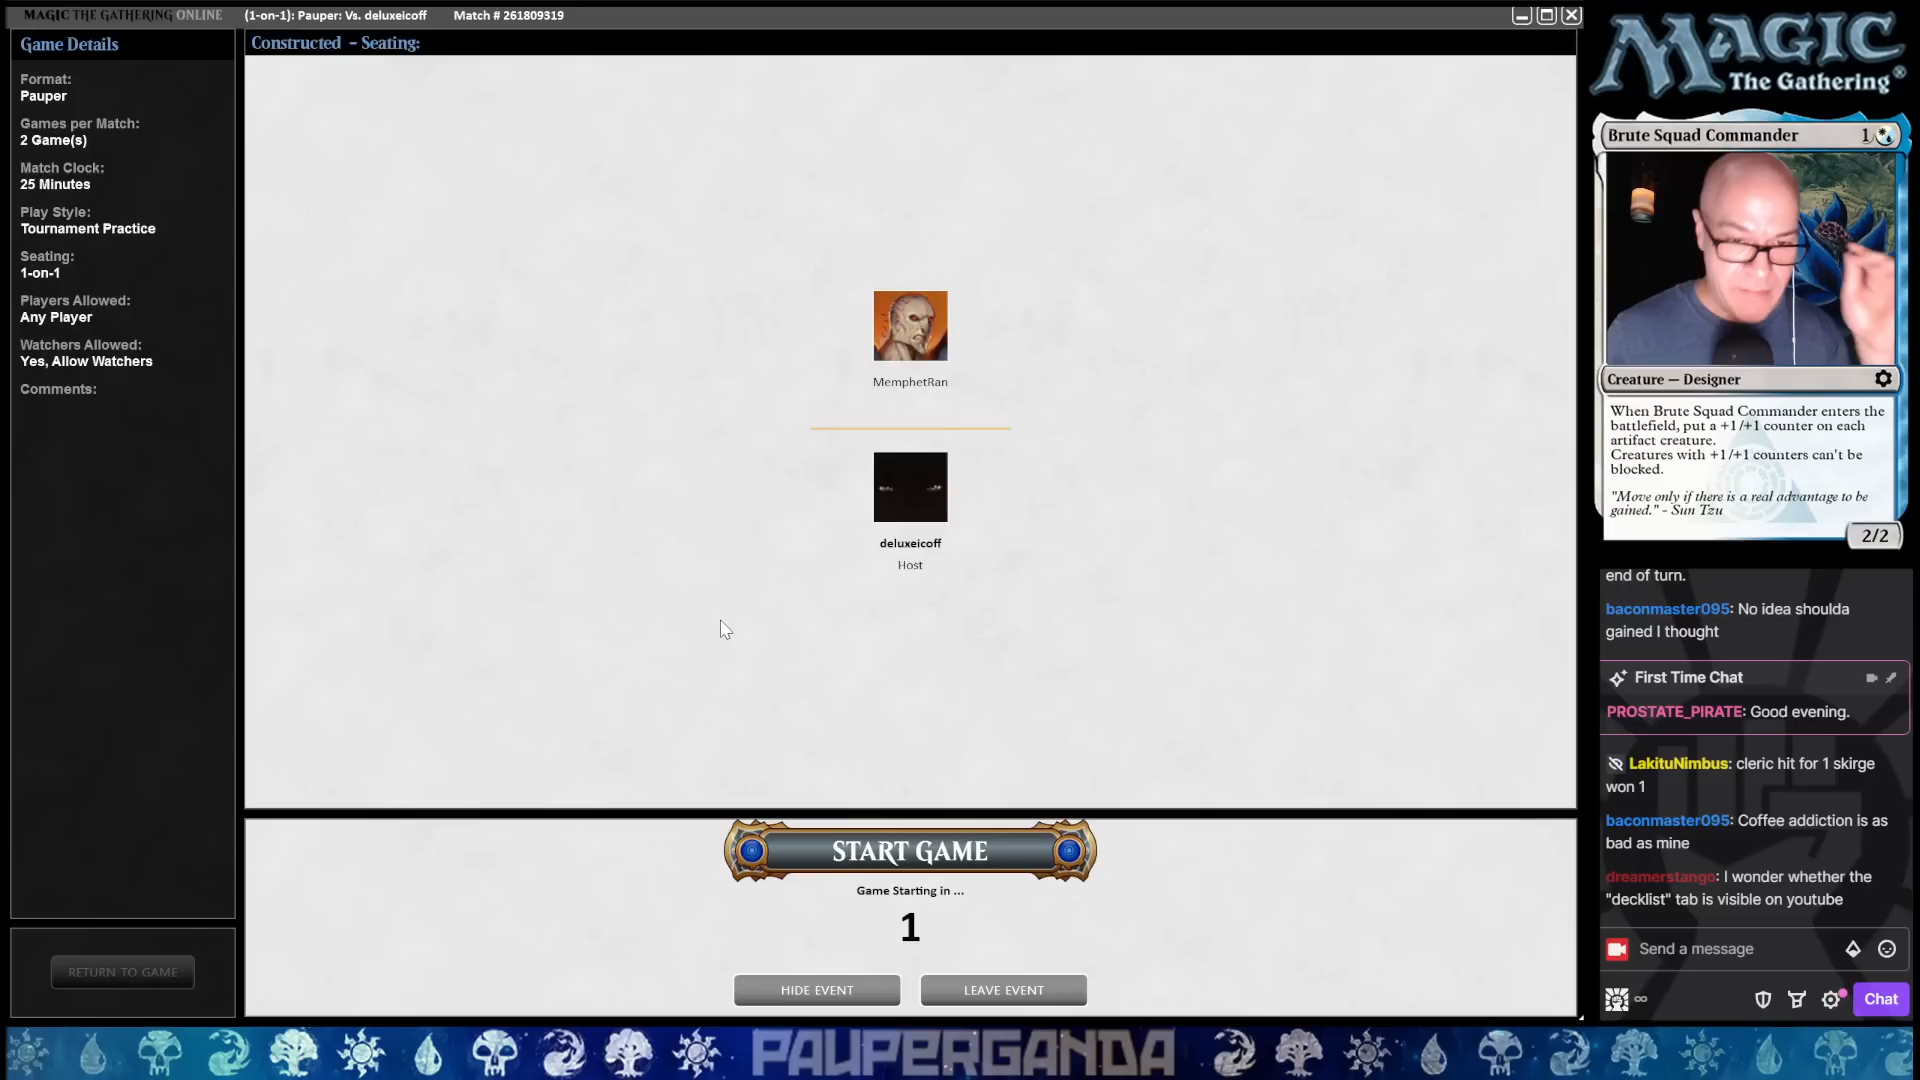 MAGIC THE GATHERING ONLINE
(1-on-1): Pauper: Vs. deluxeicoff
Match # 261809319
Game Details
Format:
Pauper
Games per Match:
2 Game(s)
Match Clock:
25 Minutes
Play Style:
Tournament Practice
Seating:
1-on-1
Players Allowed:
Any Player
Watchers Allowed:
Yes, Allow Watchers
Comments:
RETURN TO GAME
Constructed - Seating:
MemphetRan
deluxeicoff
Host
START GAME
Game Starting in ...
1
HIDE EVENT
LEAVE EVENT
MAGIC
The Gathering®
Brute Squad Commander 1
Creature — Designer
When Brute Squad Commander enters the
battlefield, put a +1/+1 counter on each
artifact creature.
Creatures with +1/+1 counters can't be
blocked.
"Move only if there is a real advantage to be
gained." - Sun Tzu
2/2
end of turn.
baconmaster095: No idea shoulda
gained I thought
First Time Chat
PROSTATE_PIRATE: Good evening.
LakituNimbus: cleric hit for 1 skirge
won 1
baconmaster095: Coffee addiction is as
bad as mine
dreamerstango: I wonder whether the
"decklist" tab is visible on youtube
Send a message
∞
Chat
PAUPERGANDA